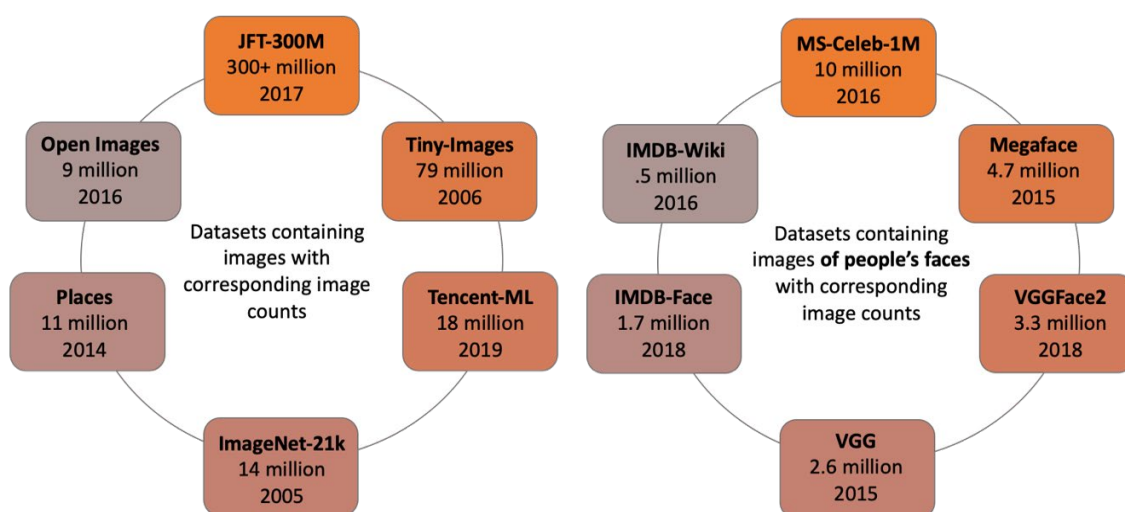 JFT-300M
300+ million
2017
Tiny-Images
79 million
2006
Tencent-ML
18 million
2019
ImageNet-21k
14 million
2005
Places
11 million
2014
Open Images
9 million
2016
Datasets containing
images with
corresponding image
counts
MS-Celeb-1M
10 million
2016
Megaface
4.7 million
2015
VGGFace2
3.3 million
2018
VGG
2.6 million
2015
IMDB-Face
1.7 million
2018
IMDB-Wiki
.5 million
2016
Datasets containing
images of people’s faces
with corresponding
image counts